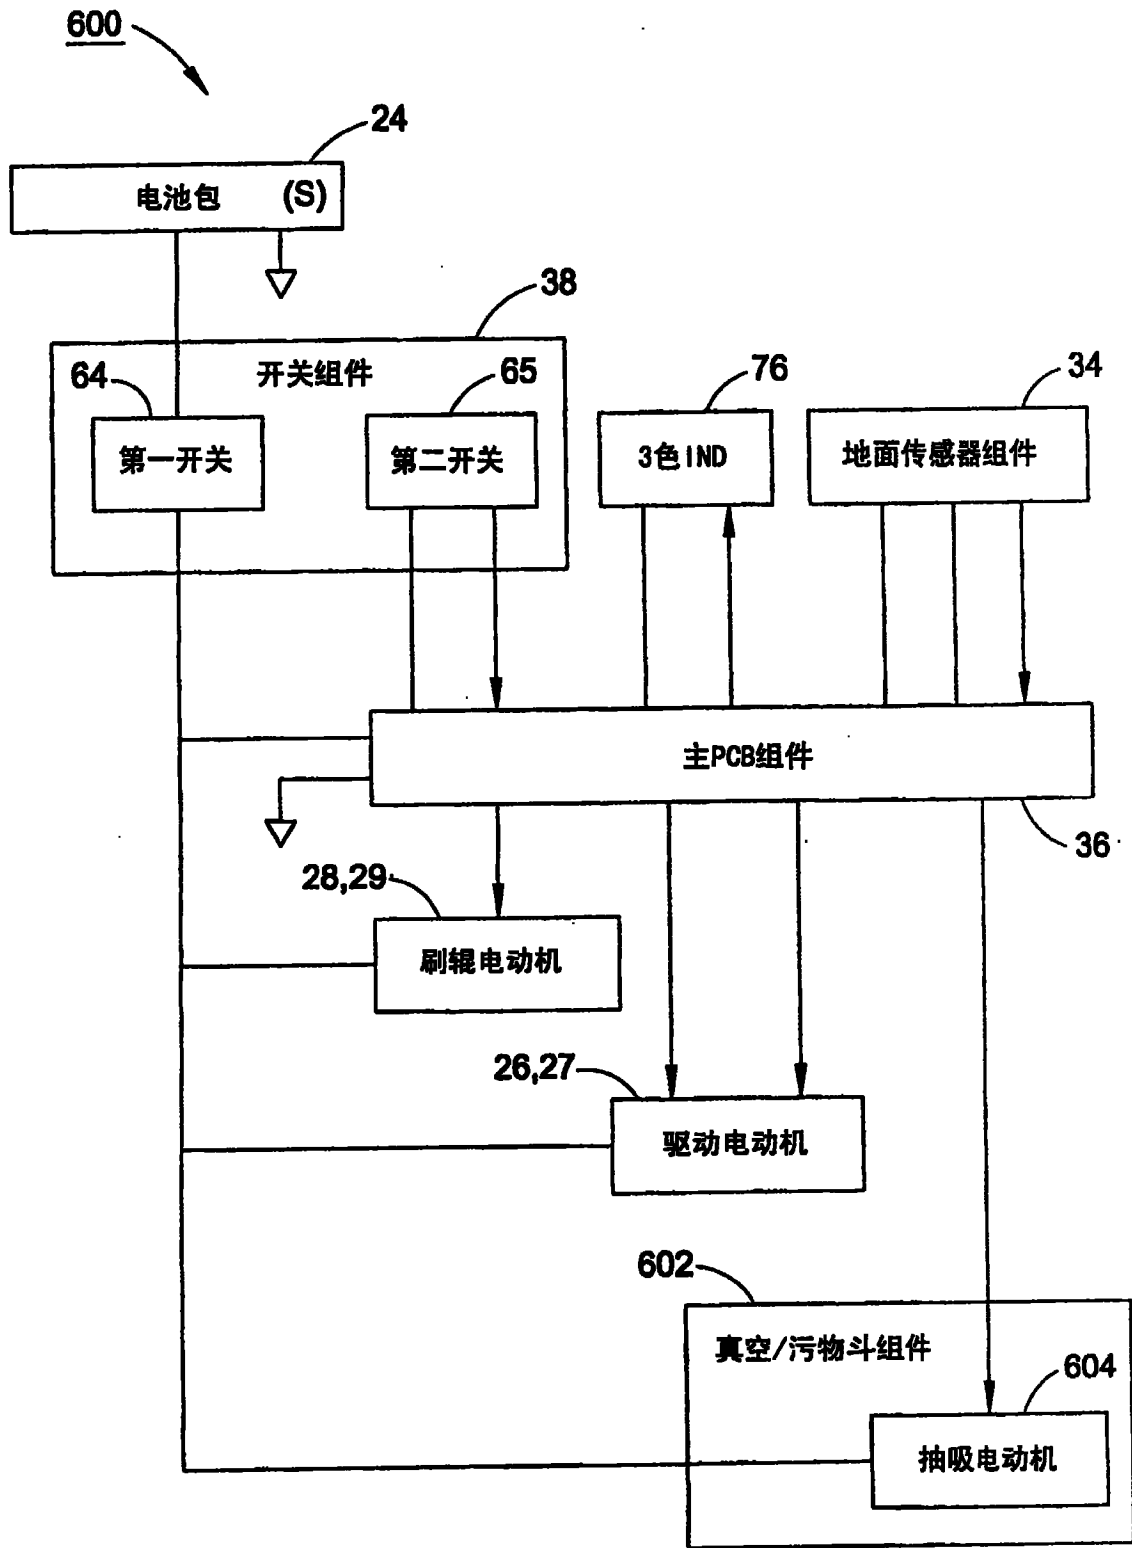 600
24
电池包 (S)
38
开关组件
64
65
76
34
第一开关
第二开关
3色IND
地面传感器组件
主PCB组件
36
28,29
刷辊电动机
26,27
驱动电动机
602
真空/污物斗组件
604
抽吸电动机